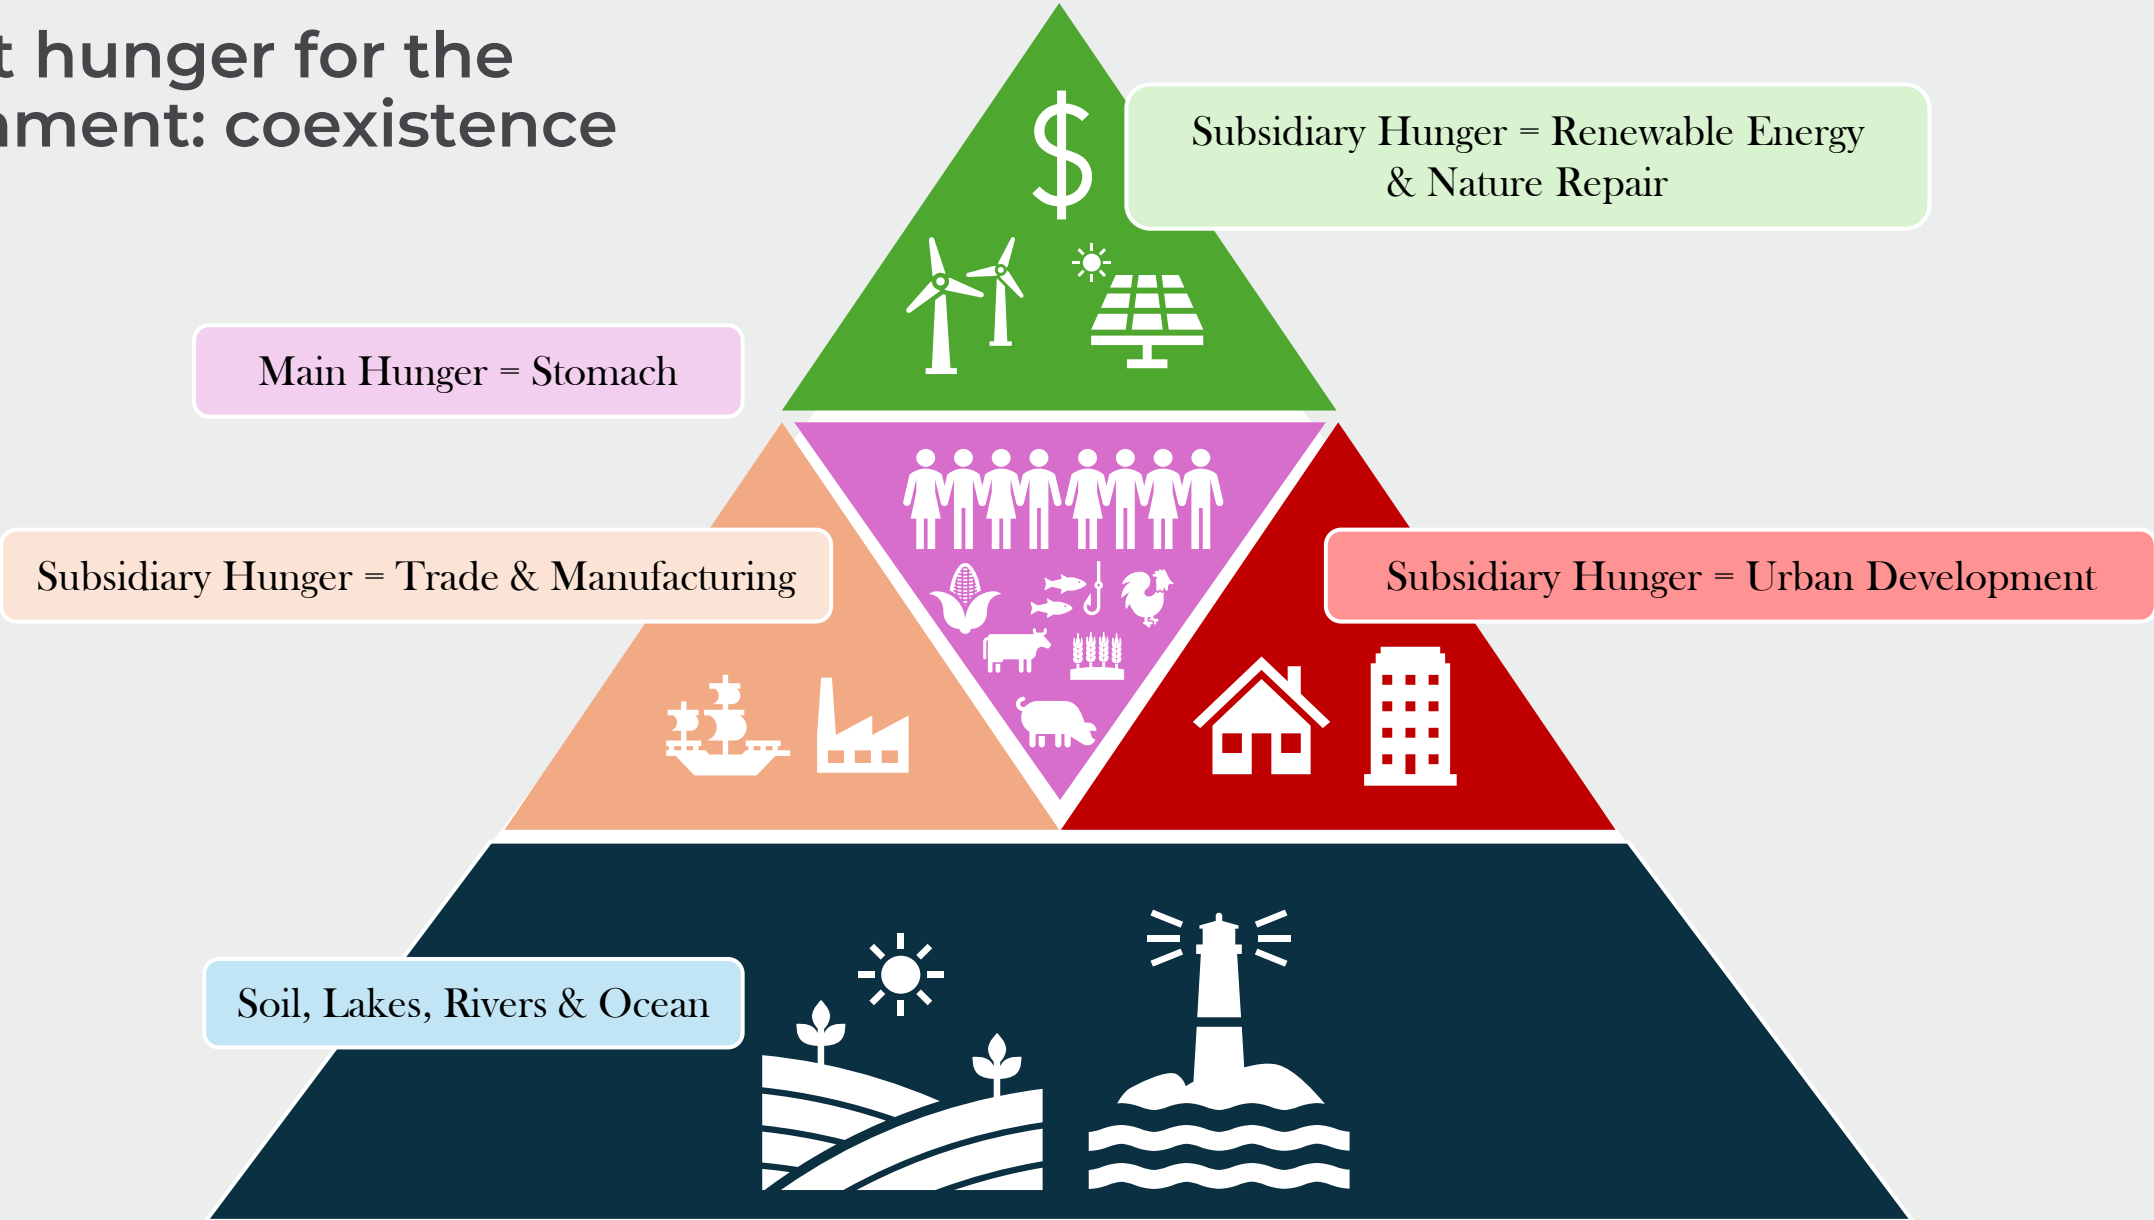 hunger for the
coexistence
$
Subsidiary Hunger = Renewable Energy
& Nature Repair
Main Hunger = Stomach
Subsidiary Hunger = Trade & Manufacturing
Subsidiary Hunger = Urban Development
Soil, Lakes, Rivers & Ocean